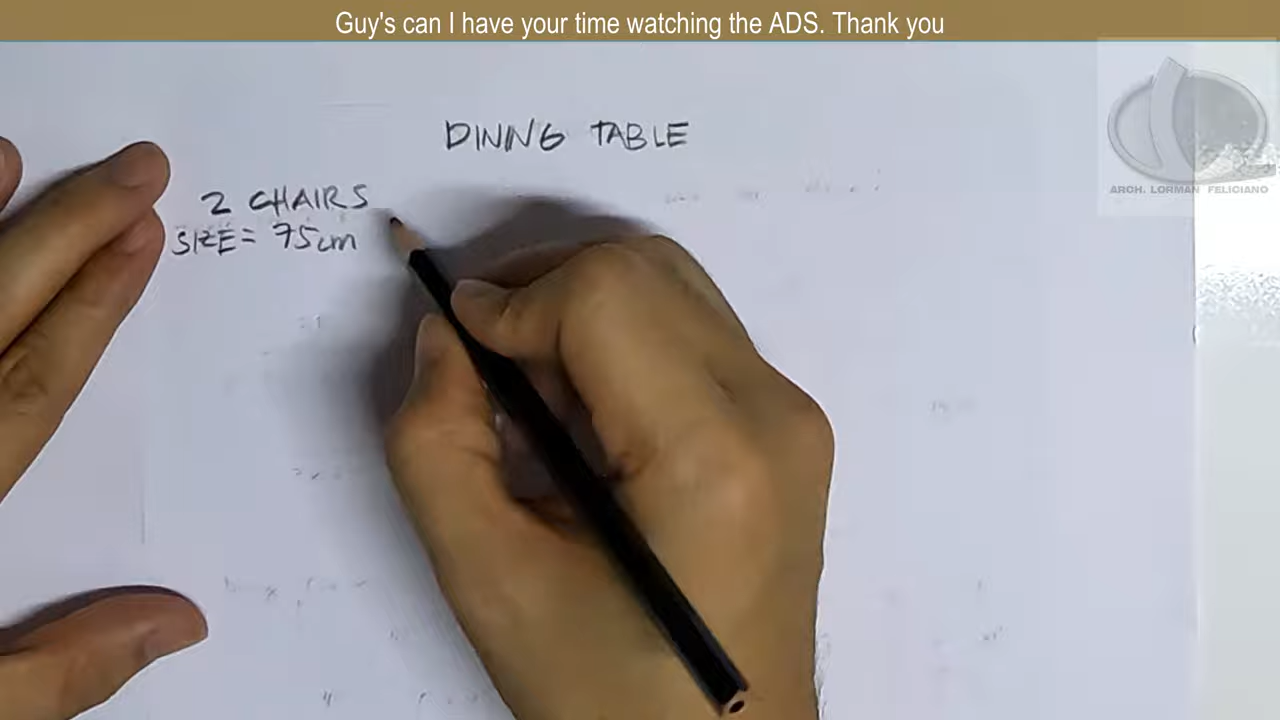 Guy's can I have your time watching the ADS. Thank you
DINING TABLE
2 CHAIRS
SIZE = 75cm
ARCH. LORMAN FELICIANO